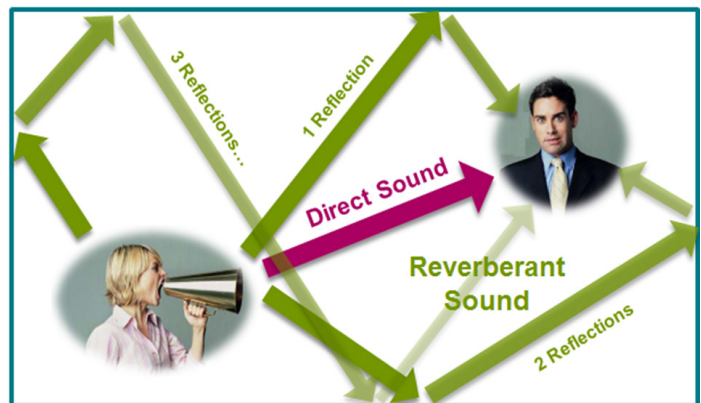 3 Reflections...
1 Reflection
Direct Sound
Reverberant
Sound
2 Reflections